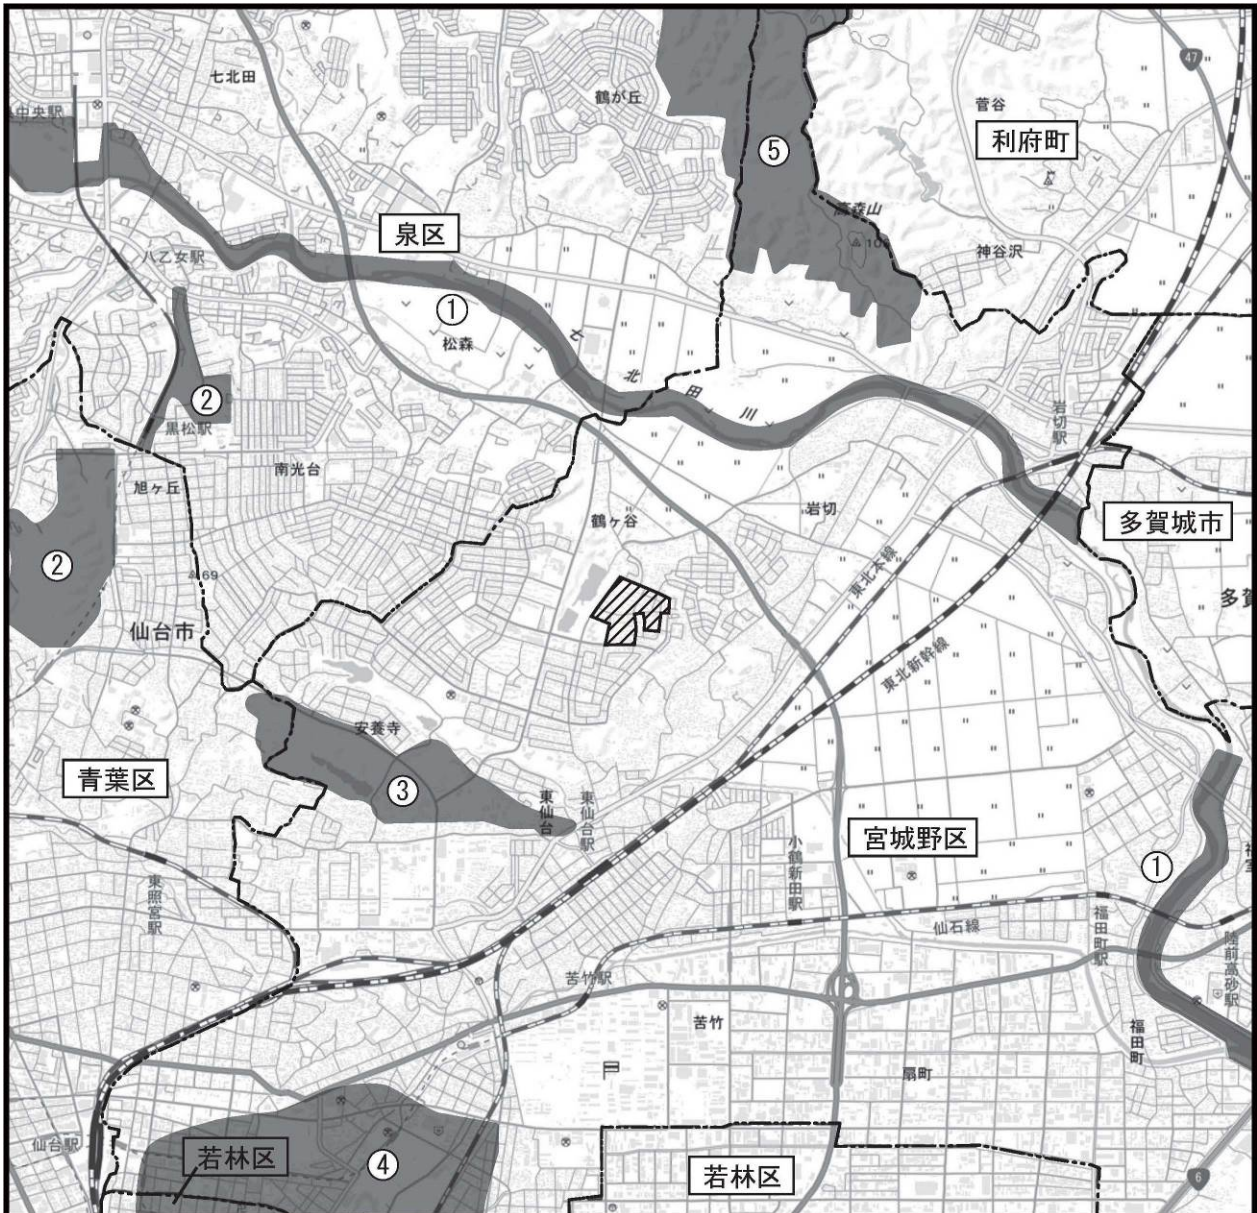 七北田
鶴が丘
47
菅谷
利府町
中央駅
⑤
泉区
高森山
神谷沢
八乙女駅
①
松森
七北田川
②
黒松駅
岩切駅
南光台
旭ヶ丘
鶴ケ谷
岩切
多賀城市
②
69
東北本線
仙台市
東北新幹線
安養寺
青葉区
③
東仙台
東仙台駅
小鶴新田駅
宮城野区
①
東照宮駅
仙石線
福田町駅
陸前高砂駅
苦竹駅
苦竹
福田町
扇町
仙台駅
若林区
④
若林区
6